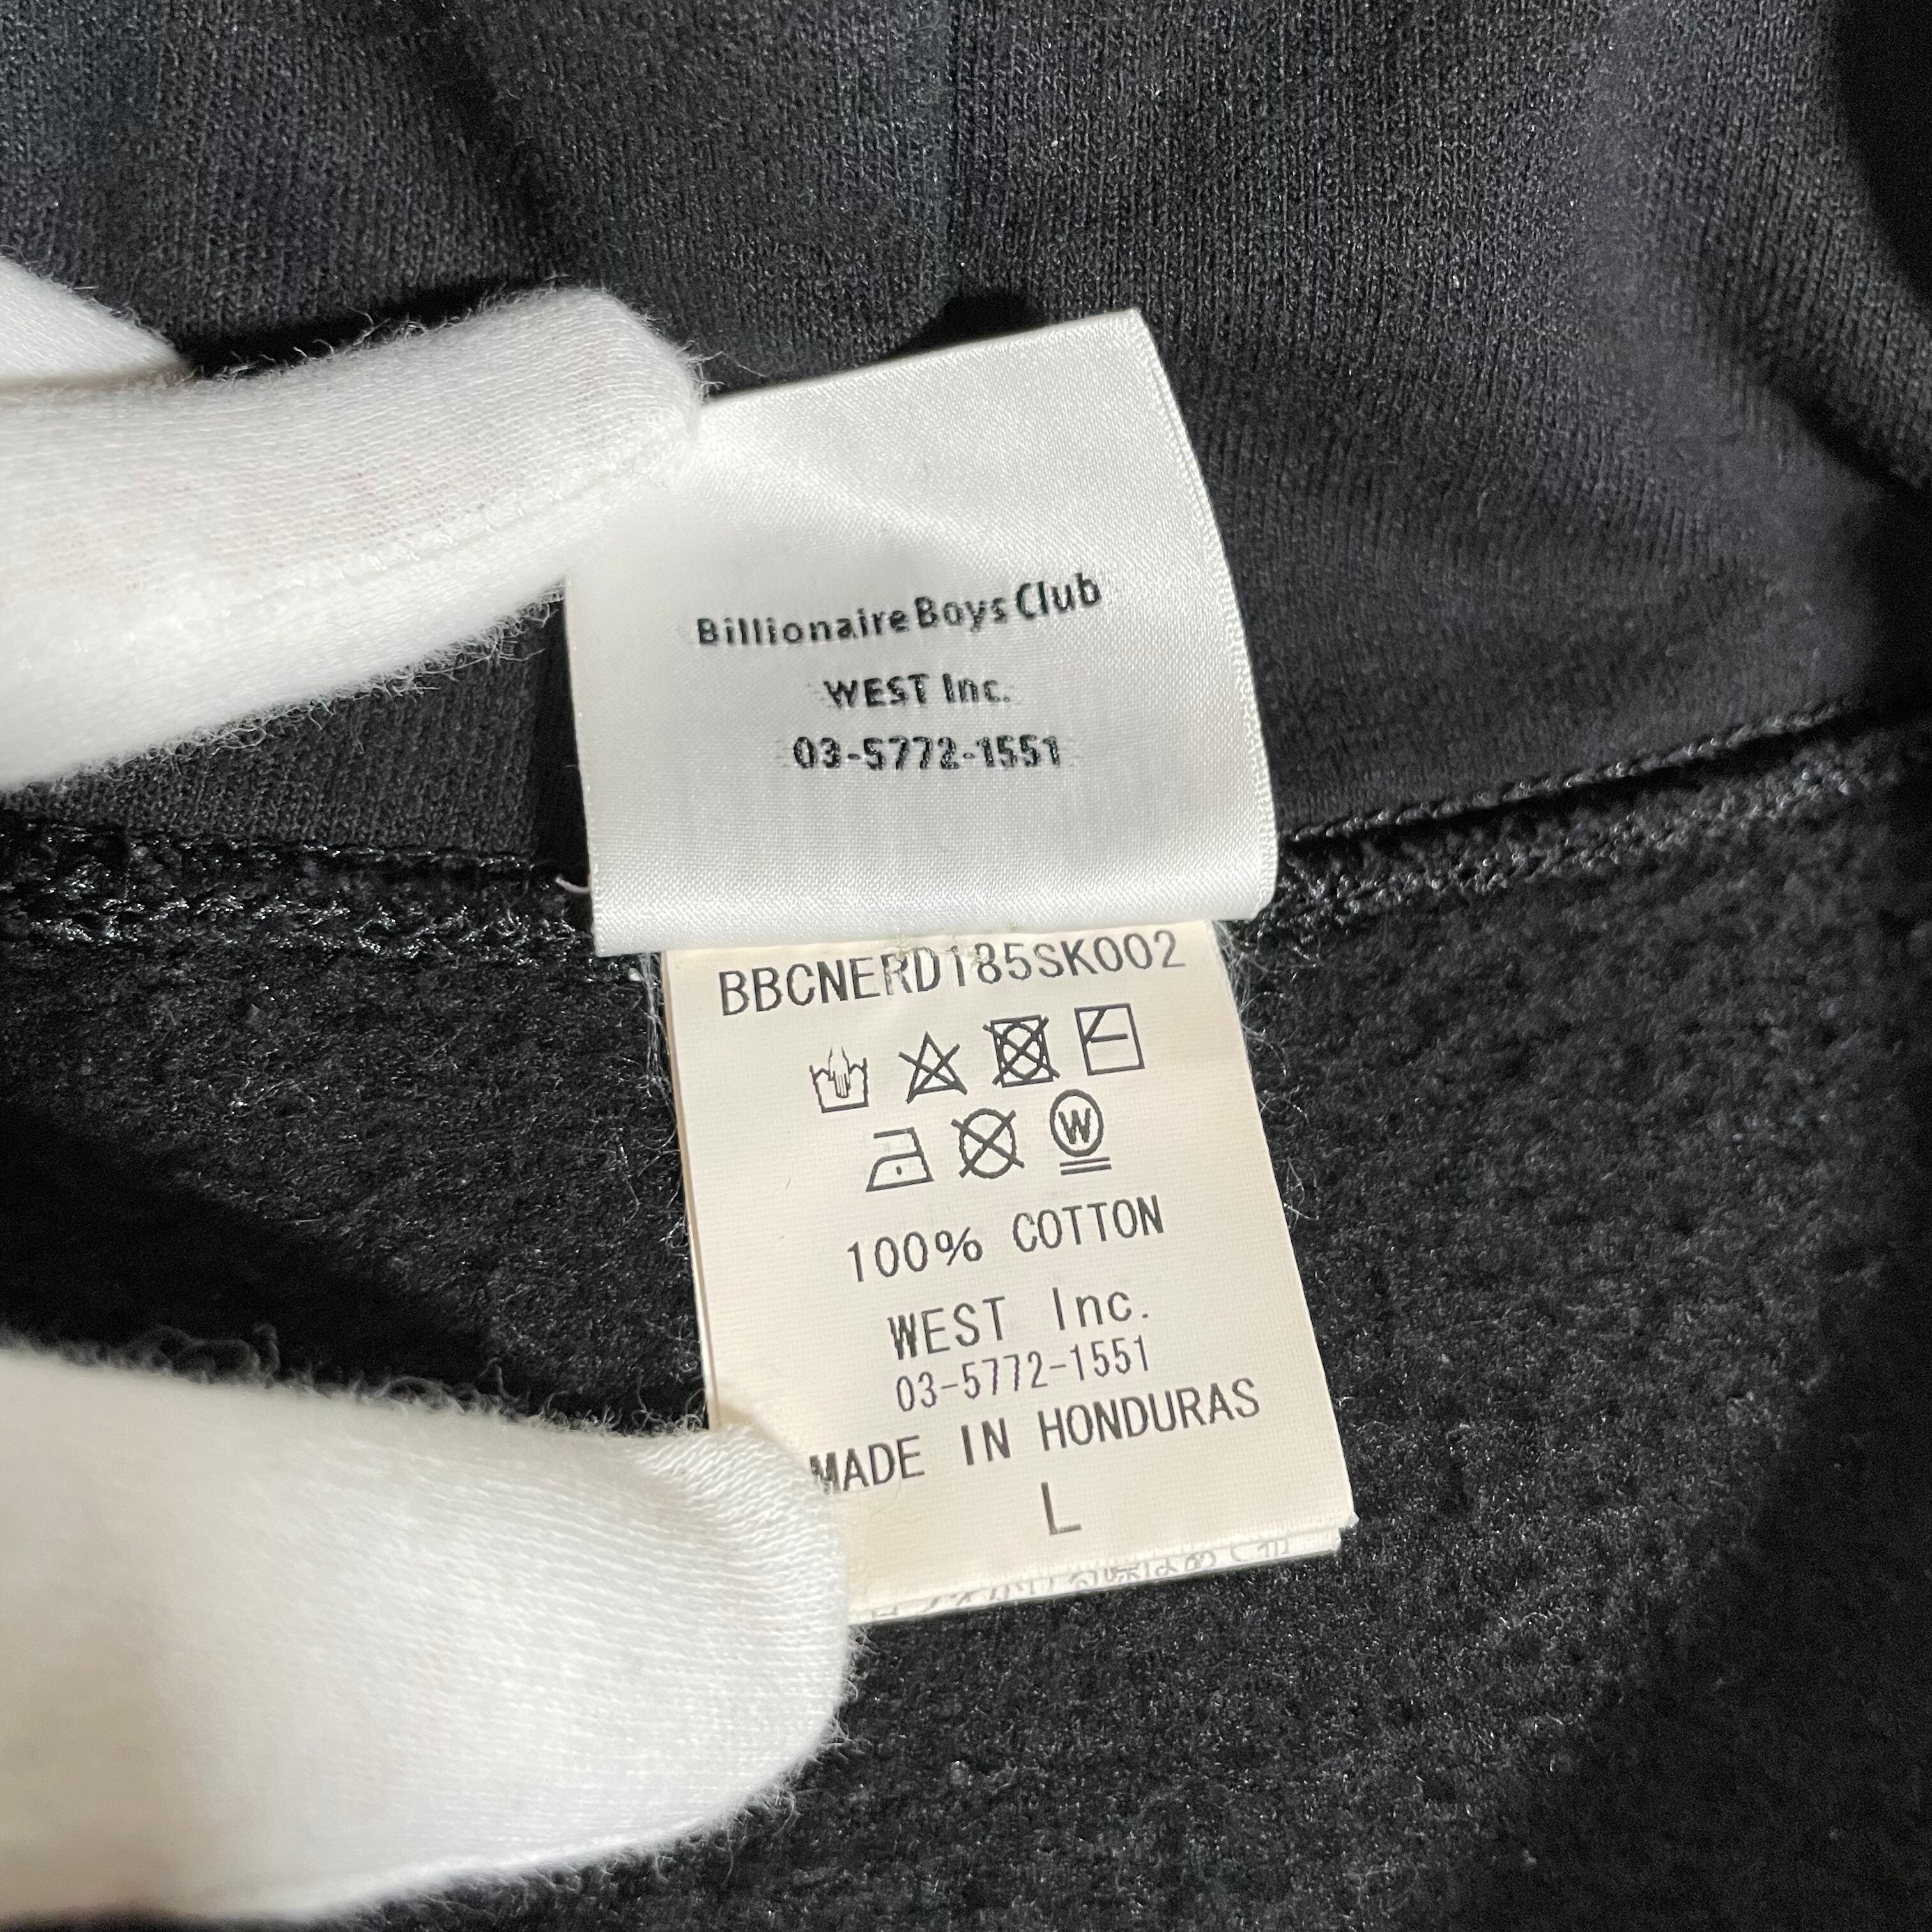 Billionaire Boys Club
WEST Inc.
03-5772-1551
BBCNERD185SK002
W
100% COTTON
WEST Inc.
03-5772-1551
MADE IN HONDURAS
L